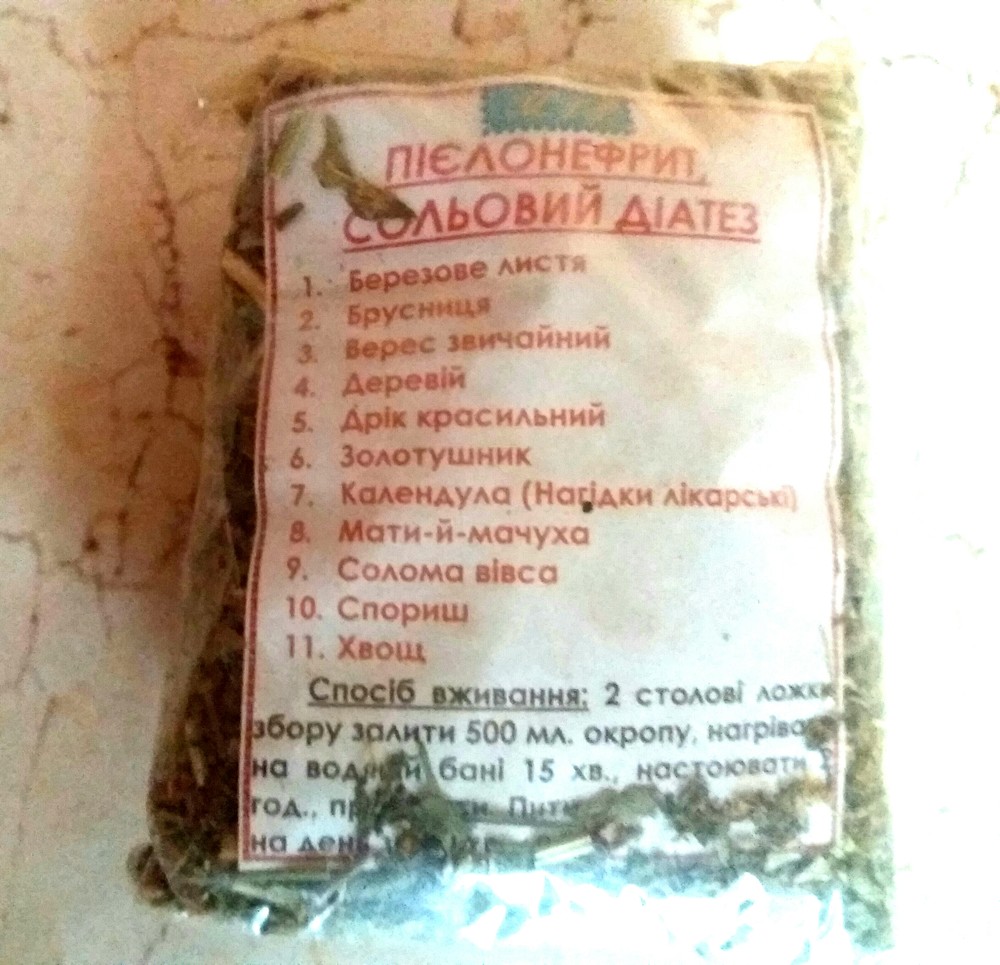 ПІЄЛОНЕФРИТ,
СОЛЬОВИЙ ДІАТЕЗ
1. Березове листя
2. Брусниця
3. Верес звичайний
4. Деревій
5. Дрік красильний
6. Золотушник
7. Календула (Нагідки лікарські)
8. Мати-й-мачуха
9. Солома вівса
10. Спориш
11. Хвощ
Спосіб вживання: 2 столові ложки
збору залити 500 мл. окропу,
на бані 15 хв., настоювати
год.,
на день